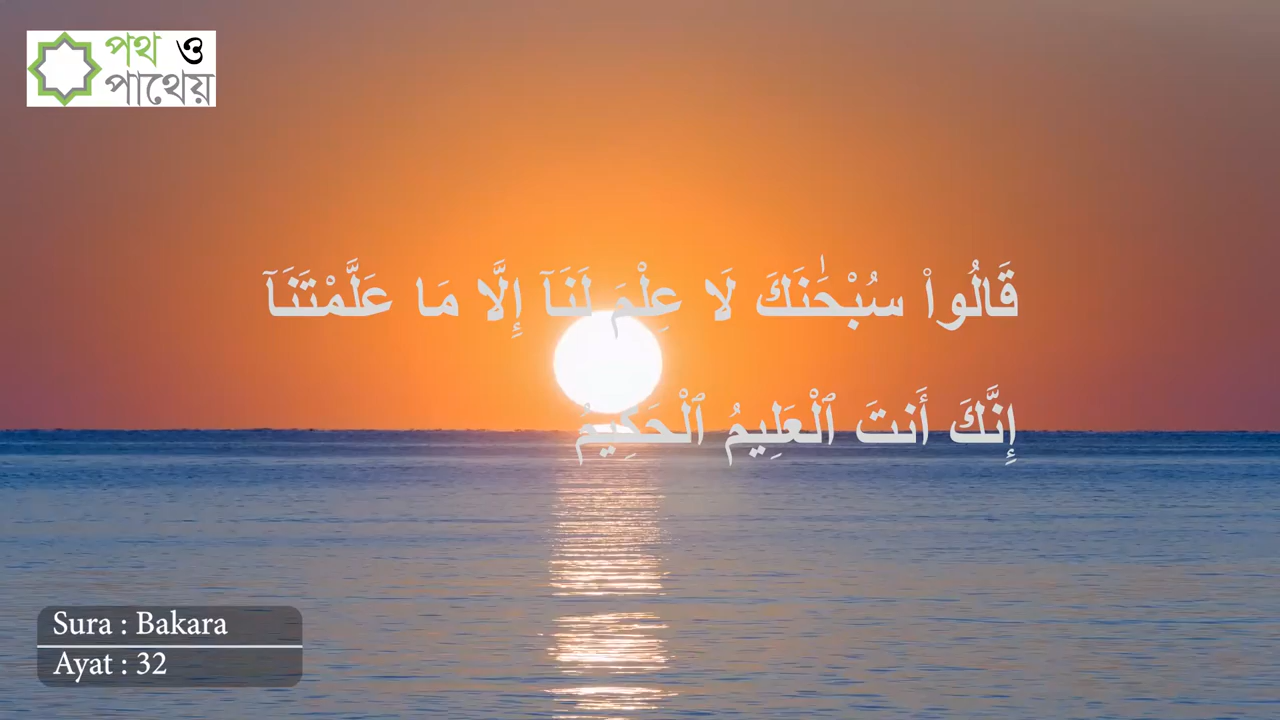 পথ ও
পাথেয়
قَالُوا۟ سُبْحَٰنَكَ لَا عِلْمَ لَنَآ إِلَّا مَا عَلَّمْتَنَآ
إِنَّكَ أَنتَ ٱلْعَلِيمُ ٱلْحَكِيمُ
Sura : Bakara
Ayat : 32